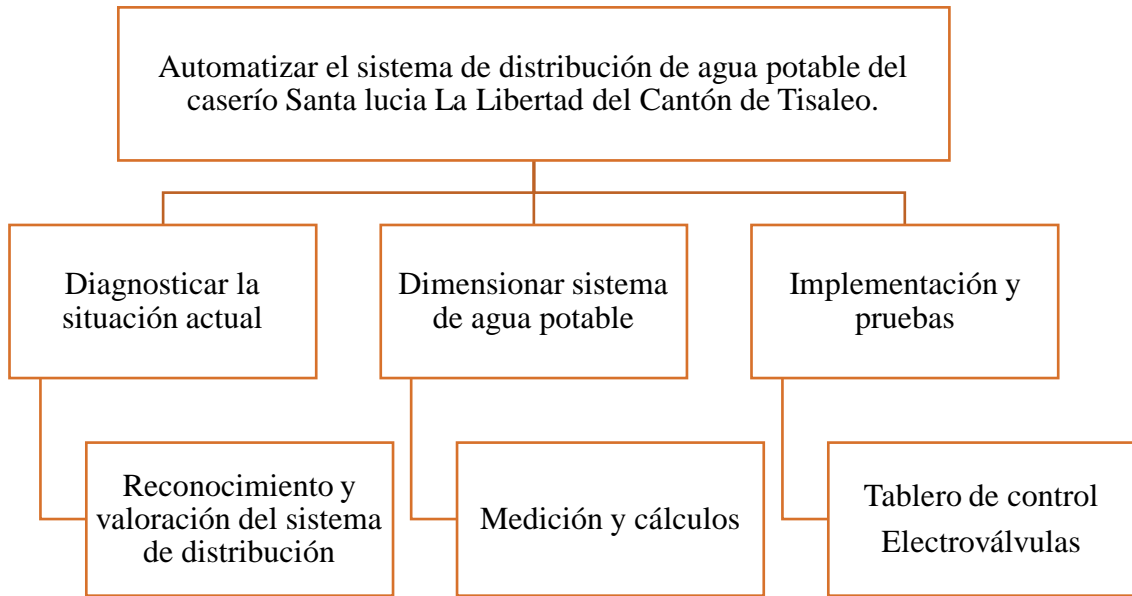 Automatizar el sistema de distribución de agua potable del
caserío Santa lucia La Libertad del Cantón de Tisaleo.
Diagnosticar la
situación actual
Dimensionar sistema
de agua potable
Implementación y
pruebas
Reconocimiento y
valoración del sistema
de distribución
Medición y cálculos
Tablero de control
Electroválvulas